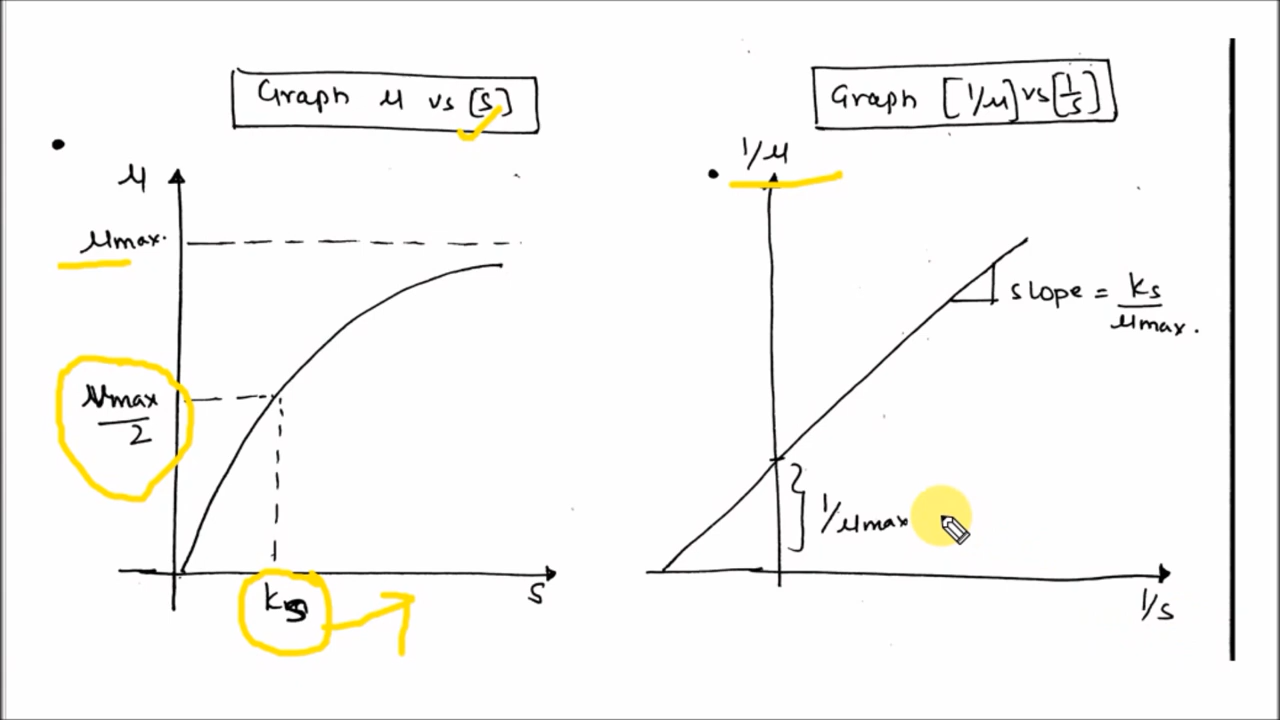 Graph μ vs [S]
μ
μmax.
μmax
2
Ks
S
Graph [1/μ] vs [1/S]
1/μ
slope = Ks
μmax.
1/μmax
1/S